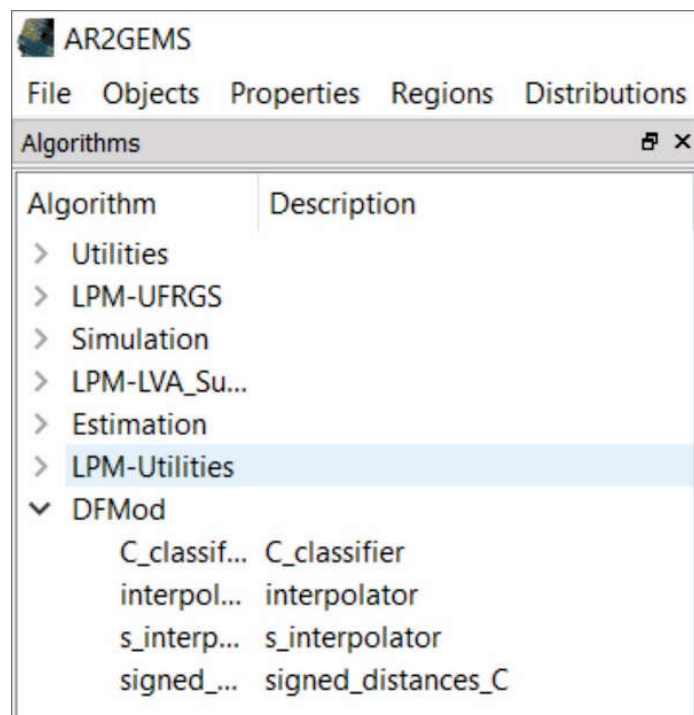 AR2GEMS
File Objects Properties Regions Distributions
Algorithms
Algorithm Description
Utilities
LPM-UFRGS
Simulation
LPM-LVA_Su...
Estimation
LPM-Utilities
DFMod
C_classif... C_classifier
interpol... interpolator
s_interp... s_interpolator
signed_... signed_distances_C